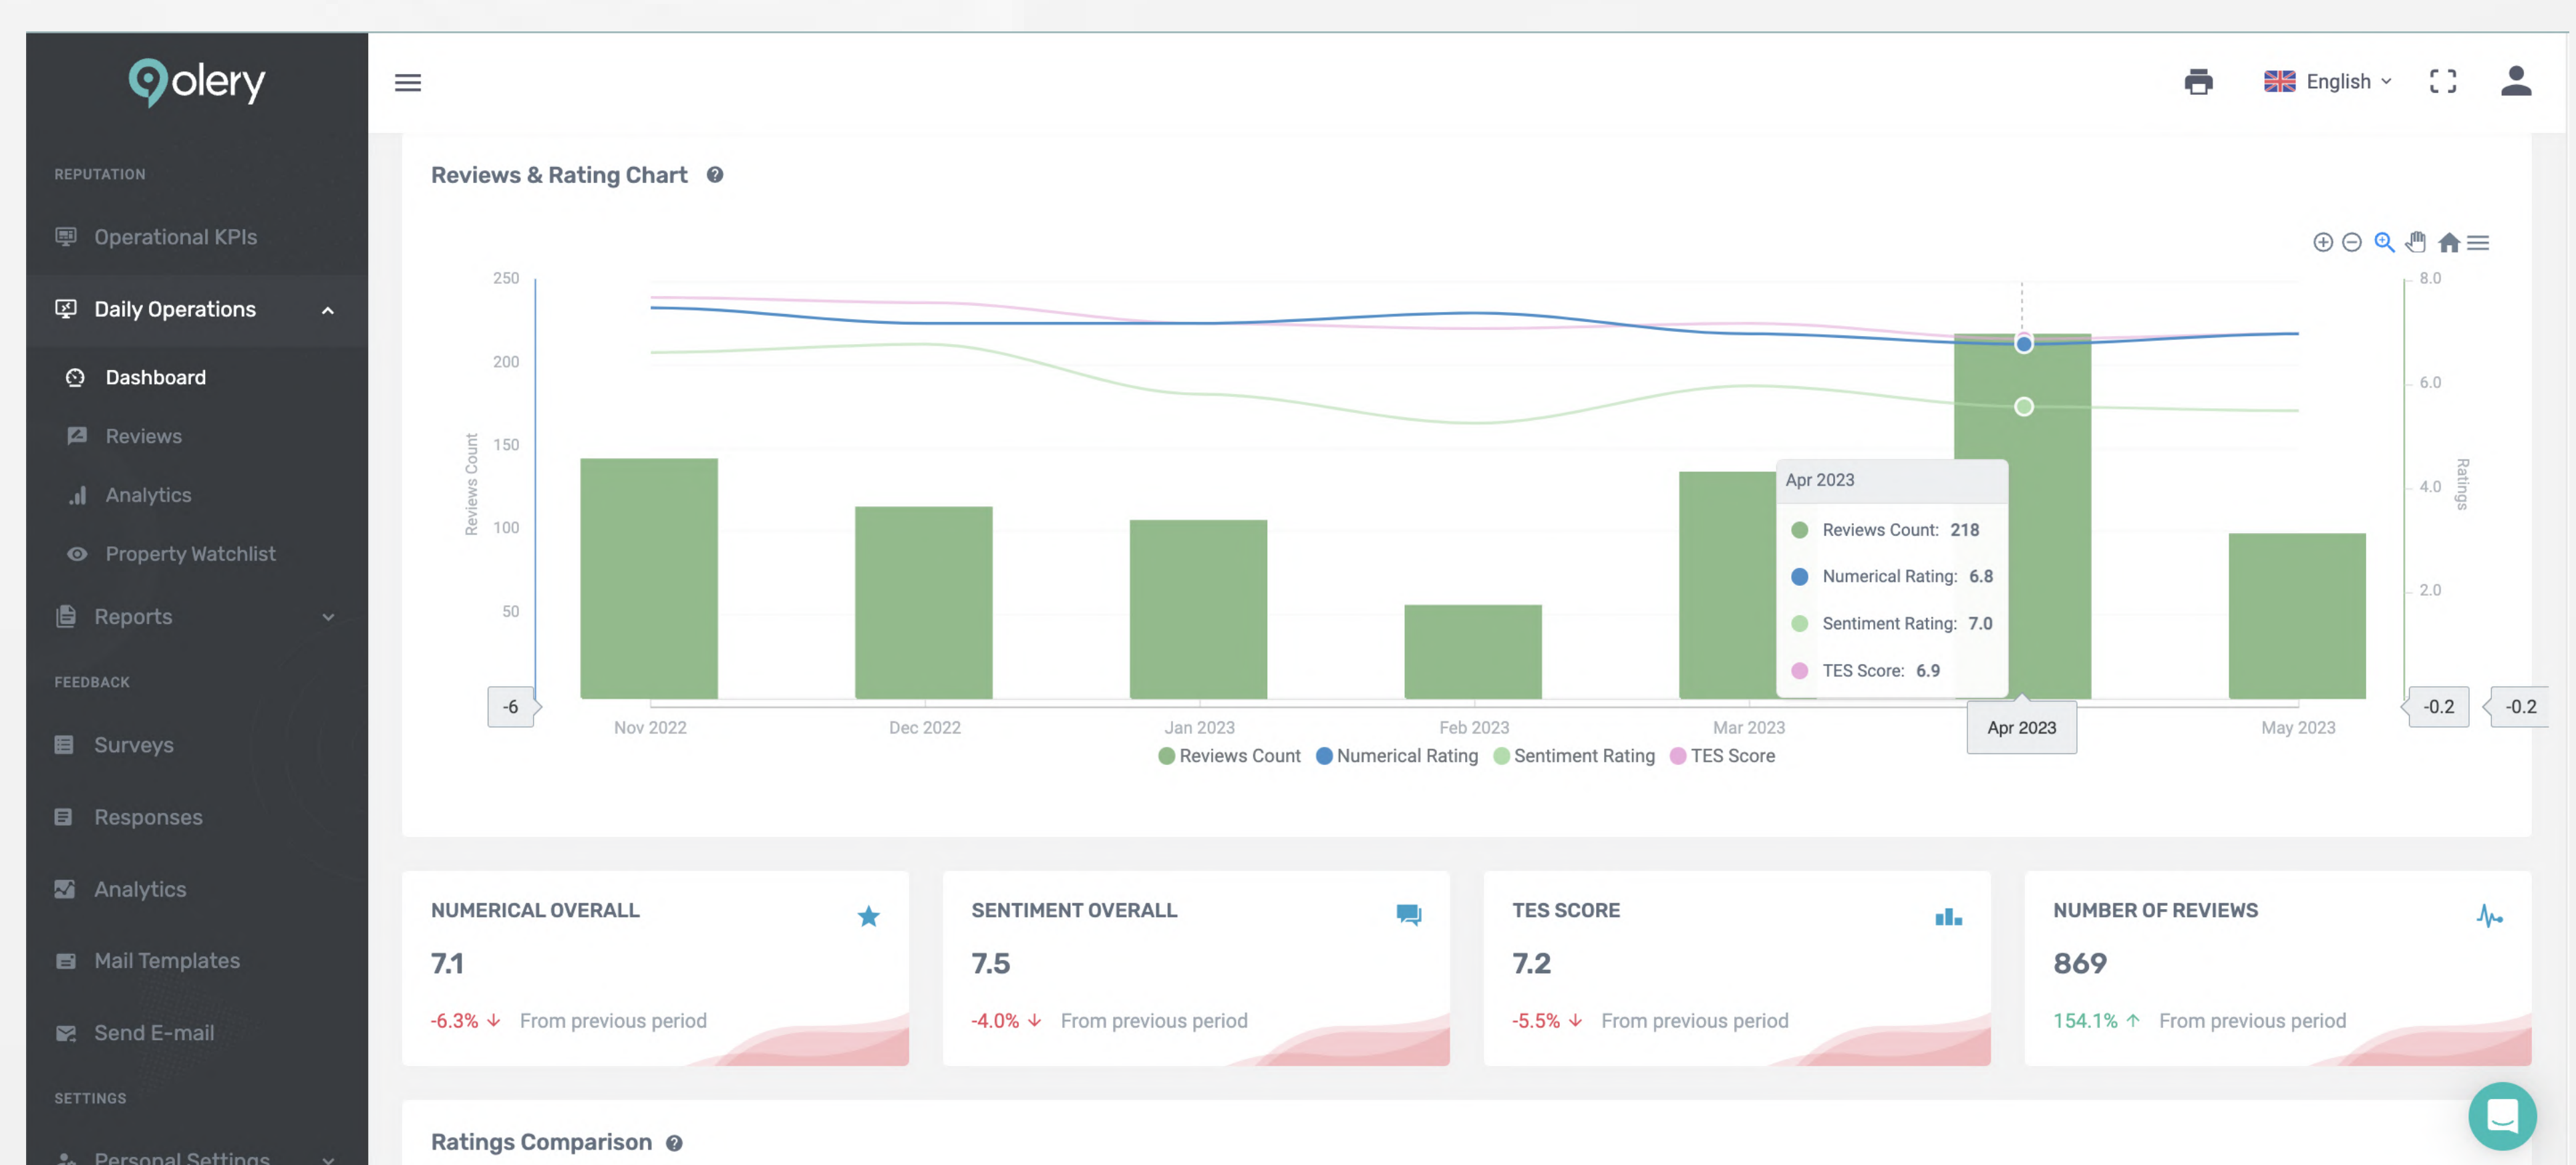 olery
English
REPUTATION
Operational KPIs
Daily Operations
Dashboard
Reviews
Analytics
Property Watchlist
Reports
FEEDBACK
Surveys
Responses
Analytics
Mail Templates
Send E-mail
SETTINGS
Personal Settings
Reviews & Rating Chart
250
200
150
100
50
-6
Reviews Count
8.0
6.0
4.0
2.0
-0.2
-0.2
Ratings
Apr 2023
Reviews Count: 218
Numerical Rating: 6.8
Sentiment Rating: 7.0
TES Score: 6.9
Nov 2022
Dec 2022
Jan 2023
Feb 2023
Mar 2023
Apr 2023
May 2023
Reviews Count
Numerical Rating
Sentiment Rating
TES Score
NUMERICAL OVERALL
7.1
-6.3% ↓ From previous period
SENTIMENT OVERALL
7.5
-4.0% ↓ From previous period
TES SCORE
7.2
-5.5% ↓ From previous period
NUMBER OF REVIEWS
869
154.1% ↑ From previous period
Ratings Comparison